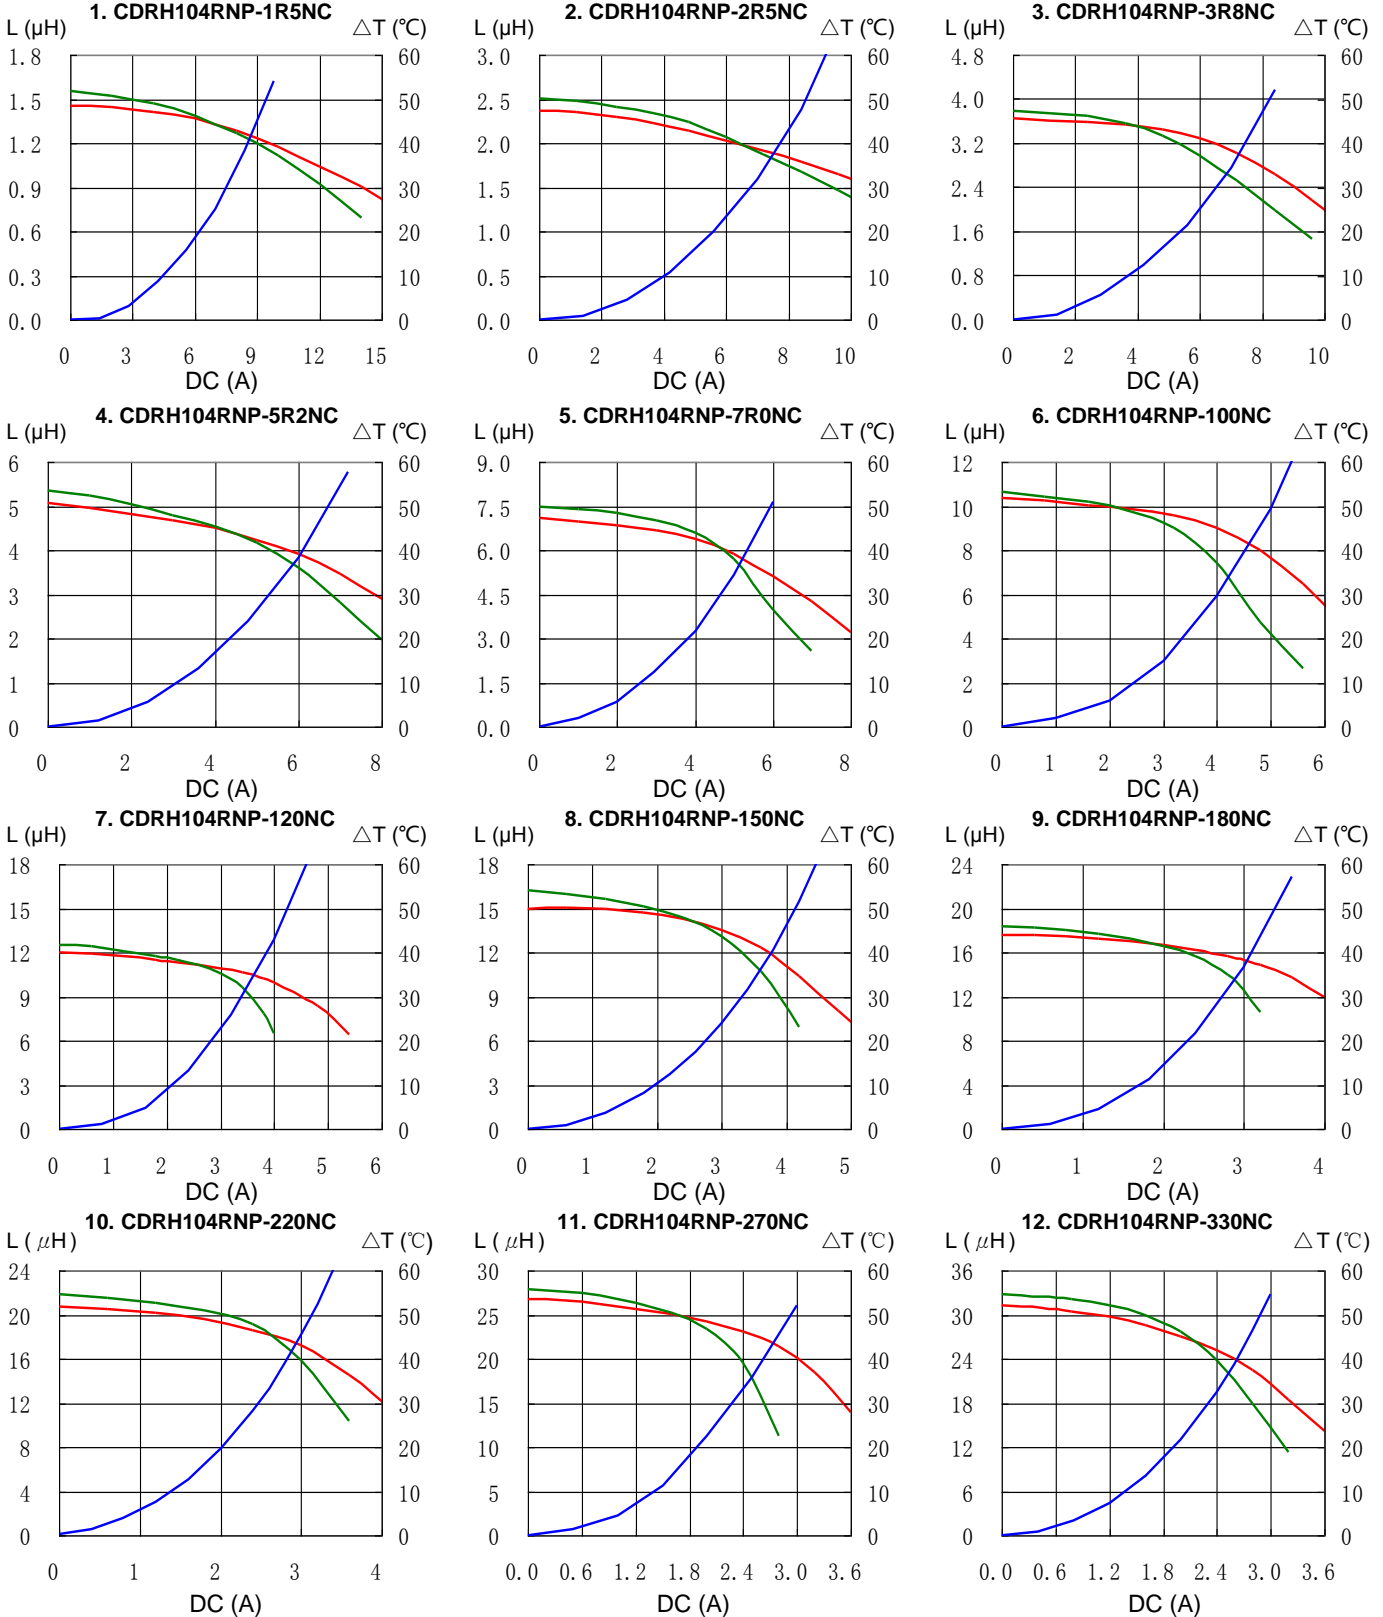 1. CDRH104RNP-1R5NC
L (µH) △T (℃)
1.8 60
1.5 50
1.2 40
0.9 30
0.6 20
0.3 10
0.0 0
0 3 6 9 12 15
DC (A)
2. CDRH104RNP-2R5NC
L (µH) △T (℃)
3.0 60
2.5 50
2.0 40
1.5 30
1.0 20
0.5 10
0.0 0
0 2 4 6 8 10
DC (A)
3. CDRH104RNP-3R8NC
L (µH) △T (℃)
4.8 60
4.0 50
3.2 40
2.4 30
1.6 20
0.8 10
0.0 0
0 2 4 6 8 10
DC (A)
4. CDRH104RNP-5R2NC
L (µH) △T (℃)
6 60
5 50
4 40
3 30
2 20
1 10
0 0
0 2 4 6 8
DC (A)
5. CDRH104RNP-7R0NC
L (µH) △T (℃)
9.0 60
7.5 50
6.0 40
4.5 30
3.0 20
1.5 10
0.0 0
0 2 4 6 8
DC (A)
6. CDRH104RNP-100NC
L (µH) △T (℃)
12 60
10 50
8 40
6 30
4 20
2 10
0 0
0 1 2 3 4 5 6
DC (A)
7. CDRH104RNP-120NC
L (µH) △T (℃)
18 60
15 50
12 40
9 30
6 20
3 10
0 0
0 1 2 3 4 5 6
DC (A)
8. CDRH104RNP-150NC
L (µH) △T (℃)
18 60
15 50
12 40
9 30
6 20
3 10
0 0
0 1 2 3 4 5
DC (A)
9. CDRH104RNP-180NC
L (µH) △T (℃)
24 60
20 50
16 40
12 30
8 20
4 10
0 0
0 1 2 3 4
DC (A)
10. CDRH104RNP-220NC
L ( µH) △T (℃)
24 60
20 50
16 40
12 30
8 20
4 10
0 0
0 1 2 3 4
DC (A)
11. CDRH104RNP-270NC
L ( µH) △T (℃)
30 60
25 50
20 40
15 30
10 20
5 10
0 0
0.0 0.6 1.2 1.8 2.4 3.0 3.6
DC (A)
12. CDRH104RNP-330NC
L ( µH) △T (℃)
36 60
30 50
24 40
18 30
12 20
6 10
0 0
0.0 0.6 1.2 1.8 2.4 3.0 3.6
DC (A)